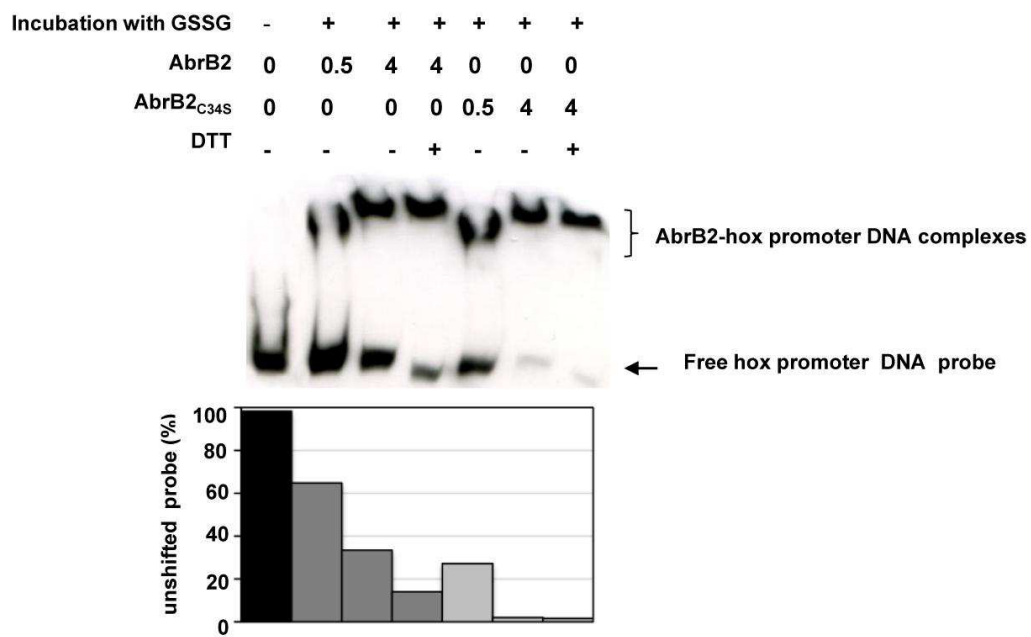 Incubation with GSSG - + + + + + +
AbrB2 0 0.5 4 4 0 0 0
AbrB2C34S 0 0 0 0 0.5 4 4
DTT - - - + - - +
AbrB2-hox promoter DNA complexes
Free hox promoter DNA probe
unshifted probe (%)
100
80
60
40
20
0